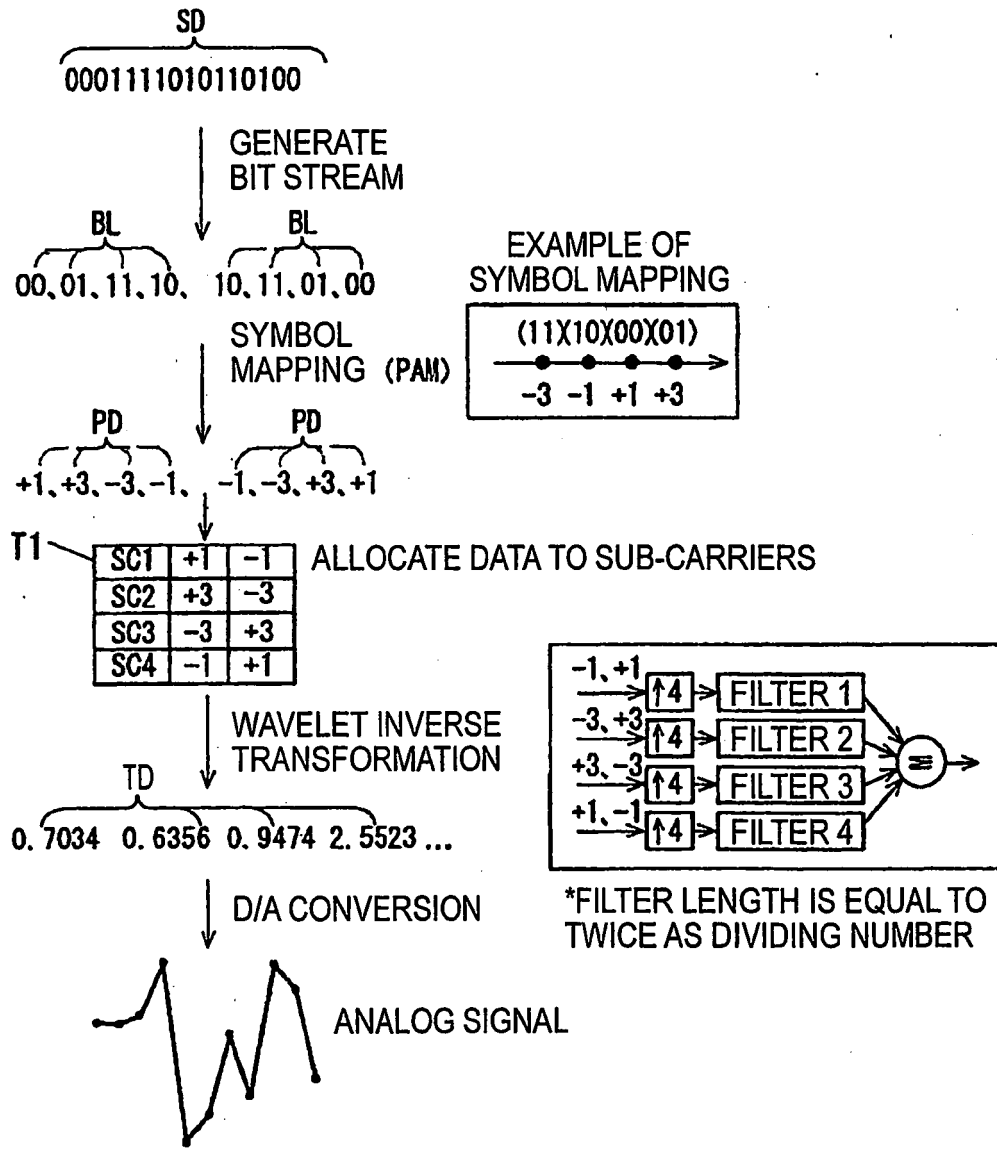 SD
0001111010110100
GENERATE
BIT STREAM
BL BL
00、01、11、10、 10、11、01、00
EXAMPLE OF
SYMBOL MAPPING
(11)(10)(00)(01)
-3 -1 +1 +3
SYMBOL
MAPPING (PAM)
PD PD
+1、+3、-3、-1、 -1、-3、+3、+1
T1
SC1 +1 -1
SC2 +3 -3
SC3 -3 +3
SC4 -1 +1
ALLOCATE DATA TO SUB-CARRIERS
WAVELET INVERSE
TRANSFORMATION
-1、+1 ↑4 FILTER 1
-3、+3 ↑4 FILTER 2
+3、-3 ↑4 FILTER 3
+1、-1 ↑4 FILTER 4
*FILTER LENGTH IS EQUAL TO
TWICE AS DIVIDING NUMBER
TD
0.7034 0.6356 0.9474 2.5523 ...
D/A CONVERSION
ANALOG SIGNAL